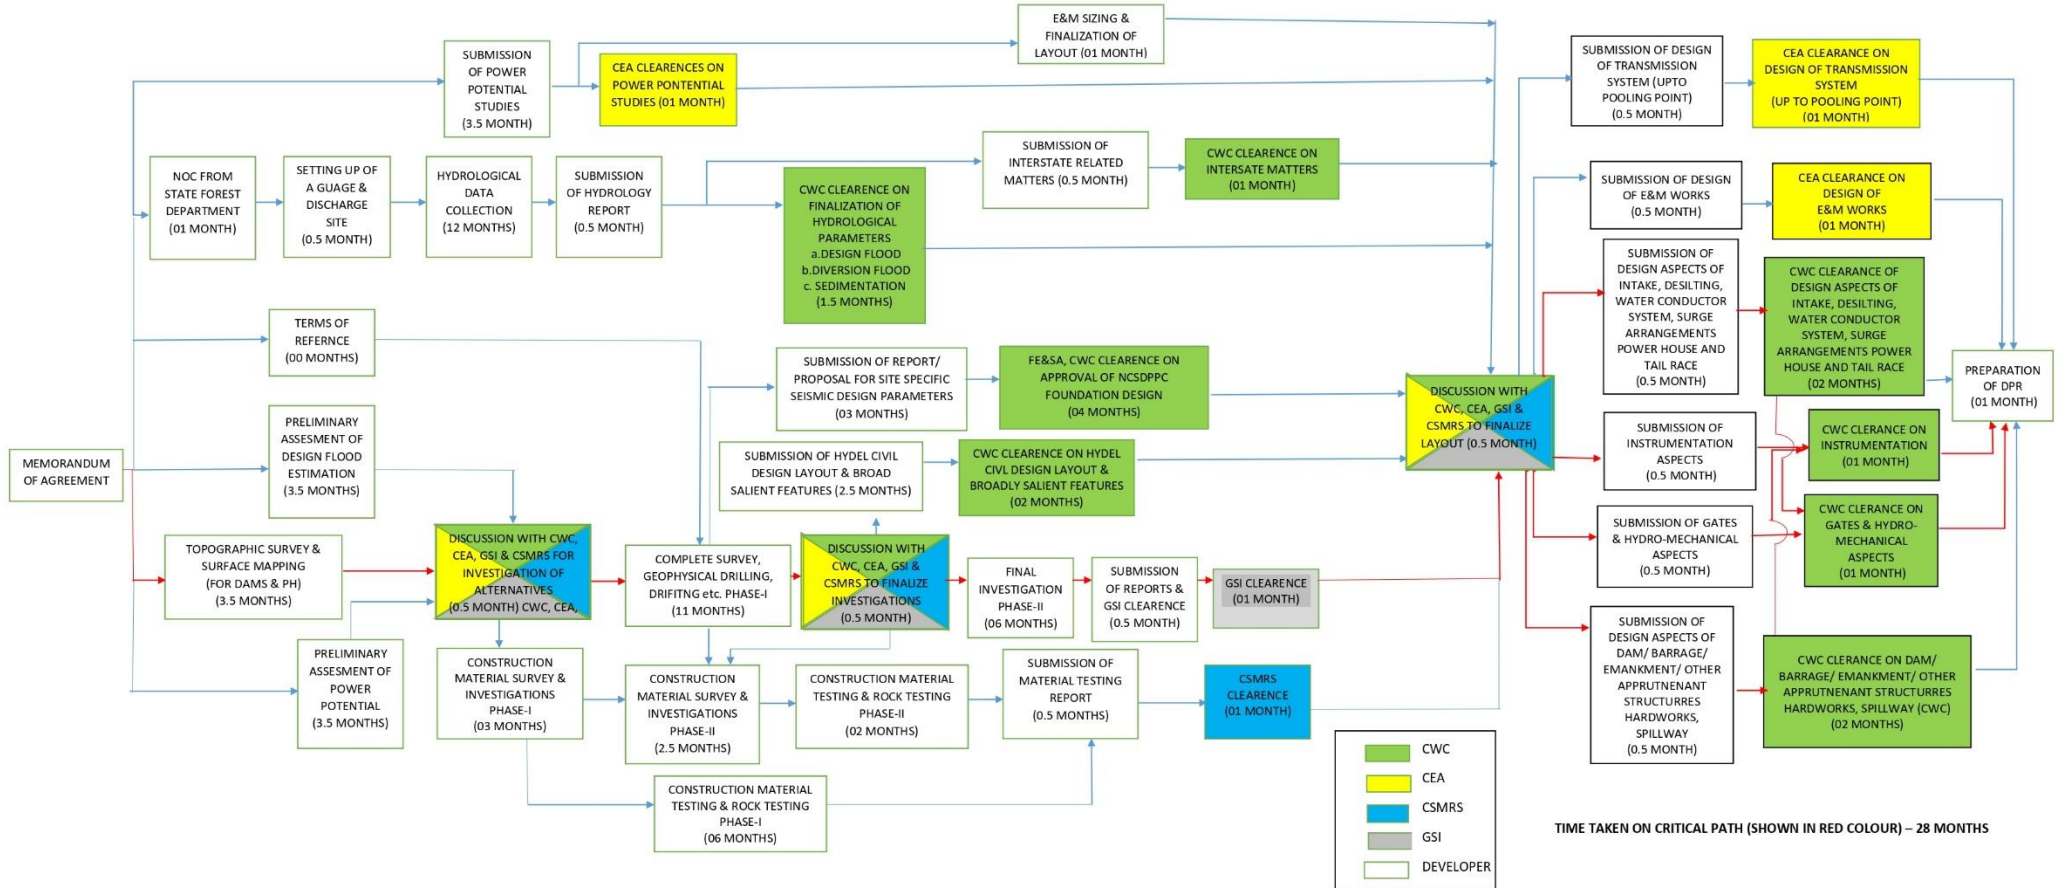 MEMORANDUM
OF AGREEMENT
SUBMISSION
OF POWER
POTENTIAL
STUDIES
(3.5 MONTH)
CEA CLEARENCES ON
POWER PONTENTIAL
STUDIES (01 MONTH)
E&M SIZING &
FINALIZATION OF
LAYOUT (01 MONTH)
NOC FROM
STATE FOREST
DEPARTMENT
(01 MONTH)
SETTING UP OF
A GUAGE &
DISCHARGE
SITE
(0.5 MONTH)
HYDROLOGICAL
DATA
COLLECTION
(12 MONTHS)
SUBMISSION
OF HYDROLOGY
REPORT
(0.5 MONTH)
CWC CLEARENCE ON
FINALIZATION OF
HYDROLOGICAL
PARAMETERS
a.DESIGN FLOOD
b.DIVERSION FLOOD
c. SEDIMENTATION
(1.5 MONTHS)
SUBMISSION OF
INTERSTATE RELATED
MATTERS (0.5 MONTH)
CWC CLEARENCE ON
INTERSATE MATTERS
(01 MONTH)
TERMS OF
REFERNCE
(00 MONTHS)
PRELIMINARY
ASSESMENT OF
DESIGN FLOOD
ESTIMATION
(3.5 MONTHS)
TOPOGRAPHIC SURVEY &
SURFACE MAPPING
(FOR DAMS & PH)
(3.5 MONTHS)
PRELIMINARY
ASSESMENT OF
POWER
POTENTIAL
(3.5 MONTHS)
DISCUSSION WITH CWC,
CEA, GSI & CSMRS FOR
INVESTIGATION OF
ALTERNATIVES
(0.5 MONTH) CWC, CEA,
CONSTRUCTION
MATERIAL SURVEY &
INVESTIGATIONS
PHASE-I
(03 MONTHS)
COMPLETE SURVEY,
GEOPHYSICAL DRILLING,
DRIFITNG etc. PHASE-I
(11 MONTHS)
CONSTRUCTION
MATERIAL SURVEY &
INVESTIGATIONS
PHASE-II
(2.5 MONTHS)
CONSTRUCTION MATERIAL
TESTING & ROCK TESTING
PHASE-I
(06 MONTHS)
SUBMISSION OF REPORT/
PROPOSAL FOR SITE SPECIFIC
SEISMIC DESIGN PARAMETERS
(03 MONTHS)
FE&SA, CWC CLERENCE ON
APPROVAL OF NCSDPPC
FOUNDATION DESIGN
(04 MONTHS)
SUBMISSION OF HYDEL CIVIL
DESIGN LAYOUT & BROAD
SALIENT FEATURES (2.5 MONTHS)
CWC CLEARANCE ON HYDEL
CIVL DESIGN LAYOUT &
BROADLY SALIENT FEATURES
(02 MONTHS)
DISCUSSION WITH
CWC, CEA, GSI &
CSMRS TO FINALIZE
INVESTIGATIONS
(0.5 MONTH)
FINAL
INVESTIGATION
PHASE-II
(06 MONTHS)
SUBMISSION
OF REPORTS &
GSI CLERENCE
(0.5 MONTH)
GSI CLEARENCE
(01 MONTH)
CONSTRUCTION MATERIAL
TESTING & ROCK TESTING
PHASE-II
(02 MONTHS)
SUBMISSION OF
MATERIAL TESTING
REPORT
(0.5 MONTHS)
CSMRS
CLEARENCE
(01 MONTH)
DISCUSSION WITH
CWC, CEA, GSI &
CSMRS TO FINALIZE
LAYOUT (0.5 MONTH)
SUBMISSION OF DESIGN
OF TRANSMISSION
SYSTEM (UPTO
POOLING POINT)
(0.5 MONTH)
CEA CLEARANCE ON
DESIGN OF TRANSMISSION
SYSTEM
(UP TO POOLING POINT)
(01 MONTH)
SUBMISSION OF DESIGN
OF E&M WORKS
(0.5 MONTH)
CEA CLEARANCE ON
DESIGN OF
E&M WORKS
(01 MONTH)
SUBMISSION OF
DESIGN ASPECTS OF
INTAKE, DESILTING,
WATER CONDUCTOR
SYSTEM, SURGE
ARRANGEMENTS
POWER HOUSE AND
TAIL RACE
(0.5 MONTH)
CWC CLEARANCE OF
DESIGN ASPECTS OF
INTAKE, DESILTING,
WATER CONDUCTOR
SYSTEM, SURGE
ARRANGEMENTS POWER
HOUSE AND TAIL RACE
(02 MONTHS)
SUBMISSION OF
INSTRUMENTATION
ASPECTS
(0.5 MONTH)
CWC CLERANCE ON
INSTRUMENTATION
(01 MONTH)
SUBMISSION OF GATES
& HYDRO-MECHANICAL
ASPECTS
(0.5 MONTH)
CWC CLERANCE ON
GATES & HYDRO-
MECHANICAL
ASPECTS
(01 MONTH)
SUBMISSION OF
DESIGN ASPECTS OF
DAM/ BARRAGE/
EMANKMENT/ OTHER
APPRUTNENANT
STRUCTURRES
HARDWORKS,
SPILLWAY
(0.5 MONTH)
CWC CLERANCE ON DAM/
BARRAGE/ EMANKMENT/ OTHER
APPRUTNENANT STRUCTURRES
HARDWORKS, SPILLWAY (CWC)
(02 MONTHS)
PREPARATION
OF DPR
(01 MONTH)
CWC
CEA
CSMRS
GSI
DEVELOPER
TIME TAKEN ON CRITICAL PATH (SHOWN IN RED COLOUR) – 28 MONTHS